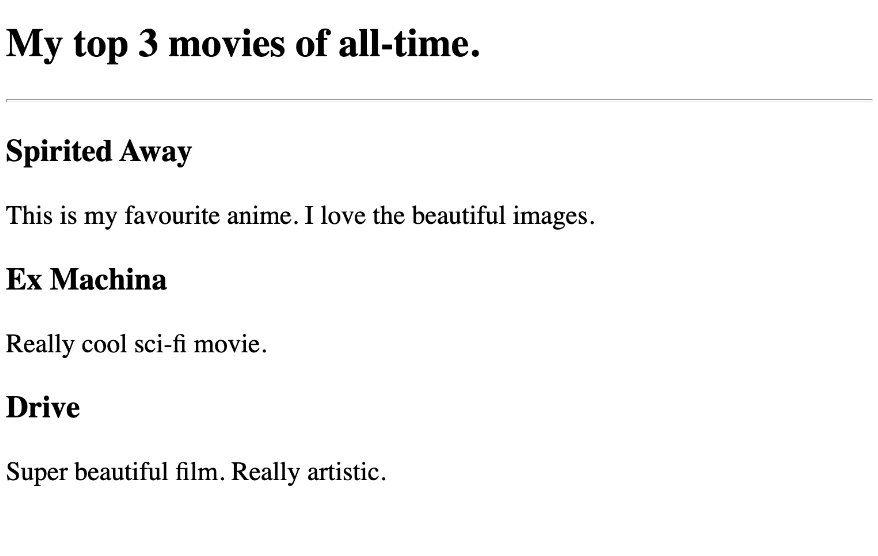 My top 3 movies of all-time.
Spirited Away
This is my favourite anime. I love the beautiful images.
Ex Machina
Really cool sci-fi movie.
Drive
Super beautiful film. Really artistic.